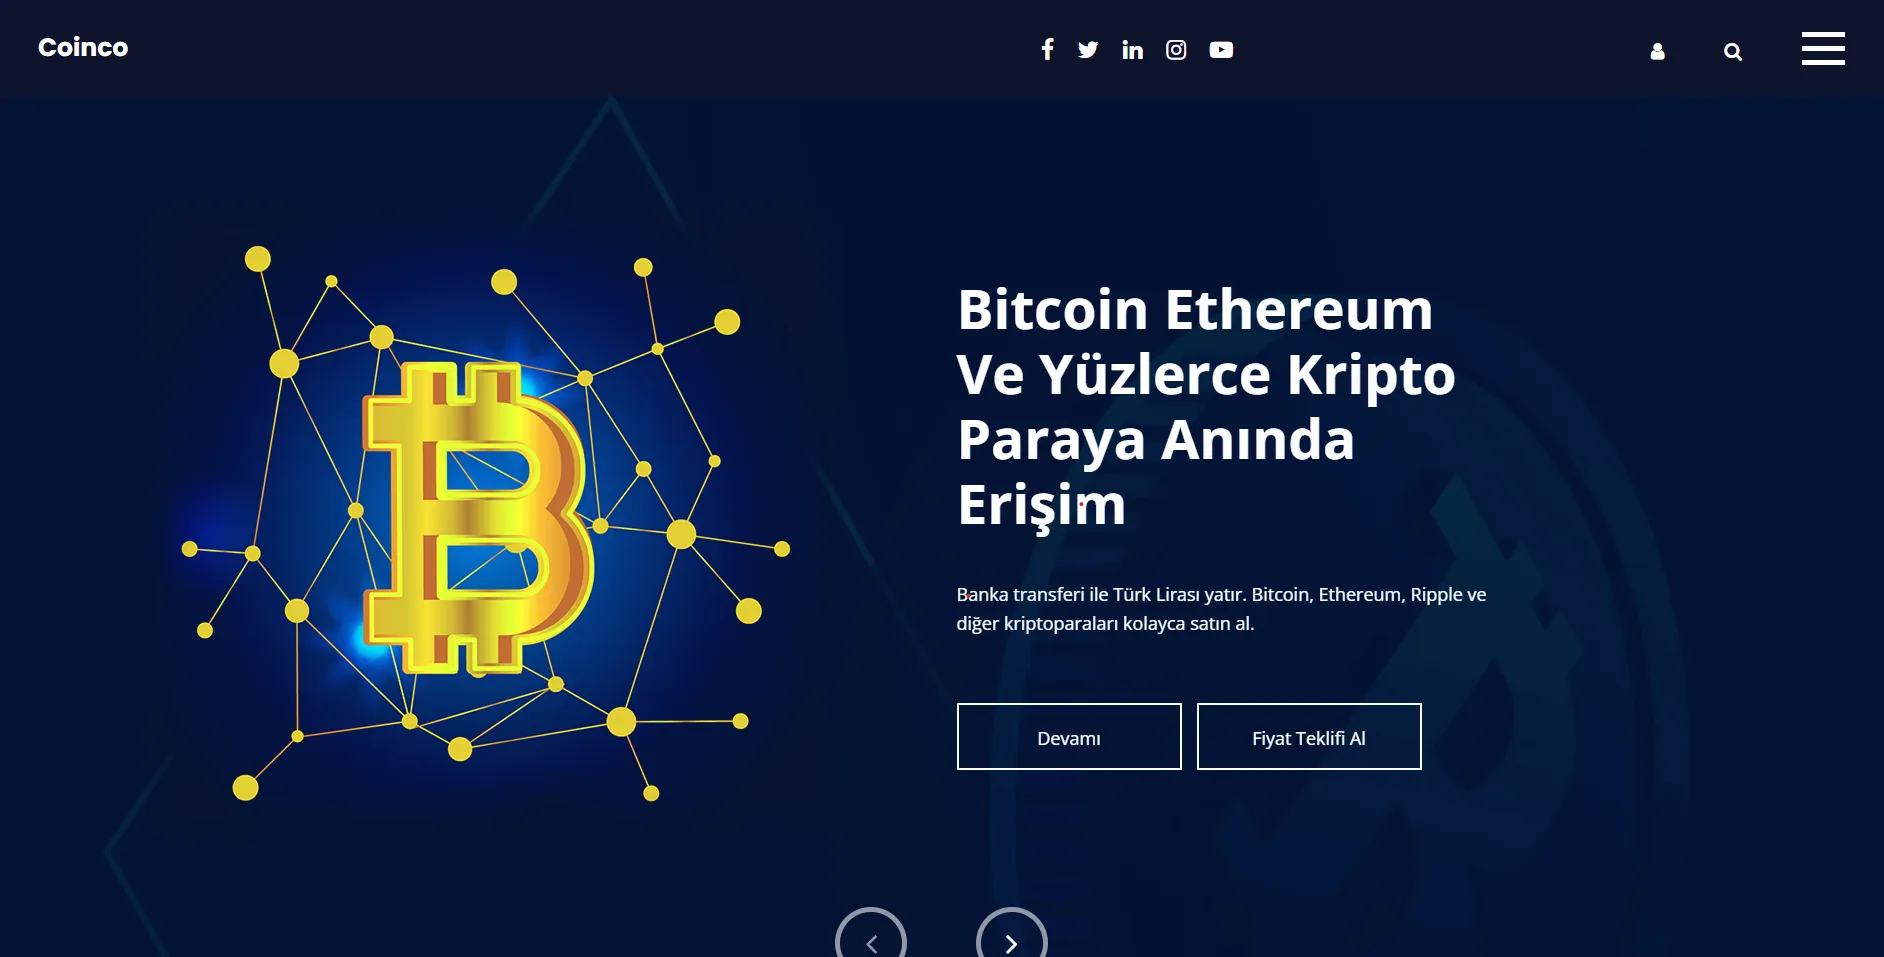 Coinco
Bitcoin Ethereum
Ve Yüzlerce Kripto
Paraya Anında
Erişim
Banka transferi ile Türk Lirası yatır. Bitcoin, Ethereum, Ripple ve
diğer kriptoparaları kolayca satın al.
Devamı
Fiyat Teklifi Al